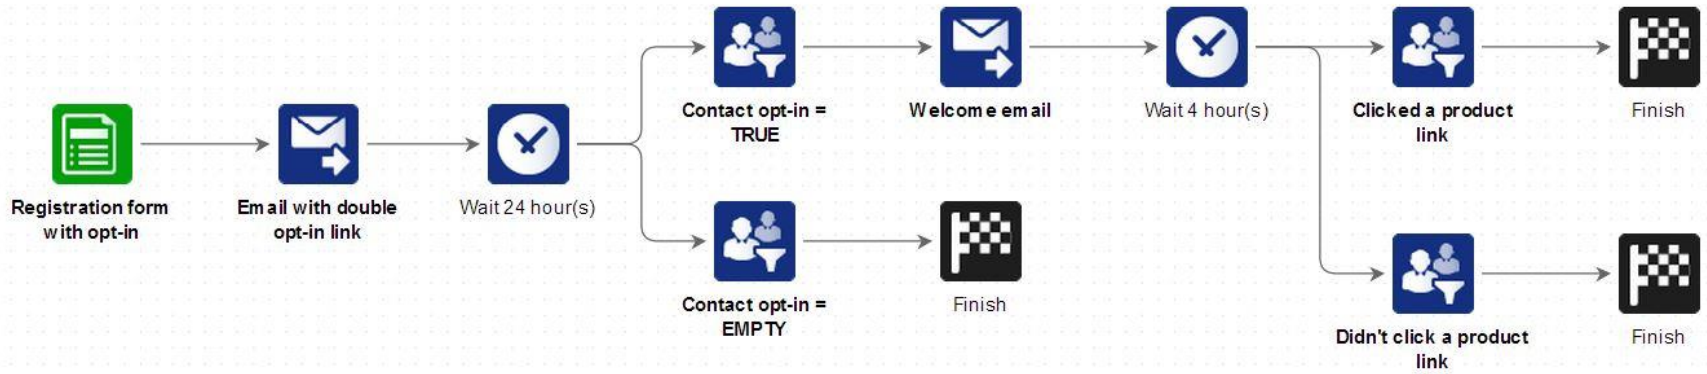 Registration form
with opt-in
Email with double
opt-in link
Wait 24 hour(s)
Contact opt-in =
TRUE
Welcome email
Wait 4 hour(s)
Clicked a product
link
Finish
Contact opt-in =
EMPTY
Finish
Didn't click a product
link
Finish